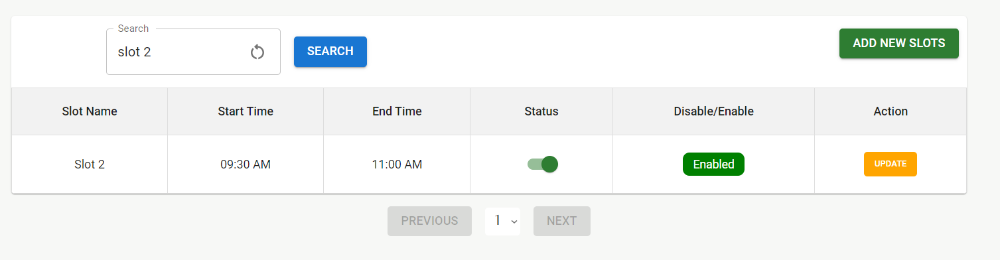 Search
slot 2
SEARCH
ADD NEW SLOTS
Slot Name Start Time End Time Status Disable/Enable Action
Slot 2 09:30 AM 11:00 AM Enabled UPDATE
PREVIOUS 1 NEXT